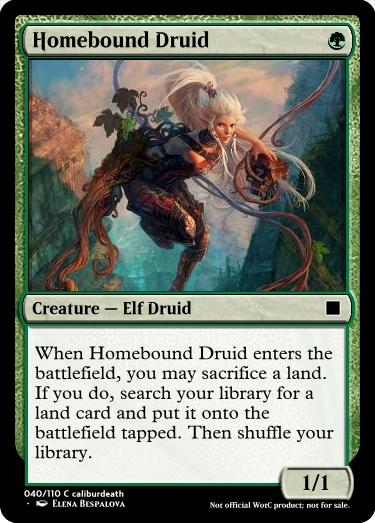 Homebound Druid
Creature — Elf Druid
When Homebound Druid enters the
battlefield, you may sacrifice a land.
If you do, search your library for a
land card and put it onto the
battlefield tapped. Then shuffle your
library.
1/1
040/110 C caliburdeath
· Elena Bespalova
Not official WotC product; not for sale.